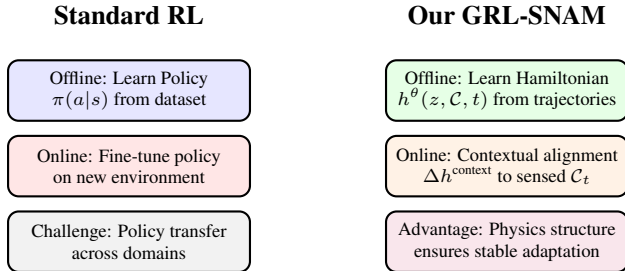 Standard RL
Offline: Learn Policy
π(a|s) from dataset
Online: Fine-tune policy
on new environment
Challenge: Policy transfer
across domains
Our GRL-SNAM
Offline: Learn Hamiltonian
h^θ(z, 𝒞, t) from trajectories
Online: Contextual alignment
Δh^context to sensed 𝒞_t
Advantage: Physics structure
ensures stable adaptation